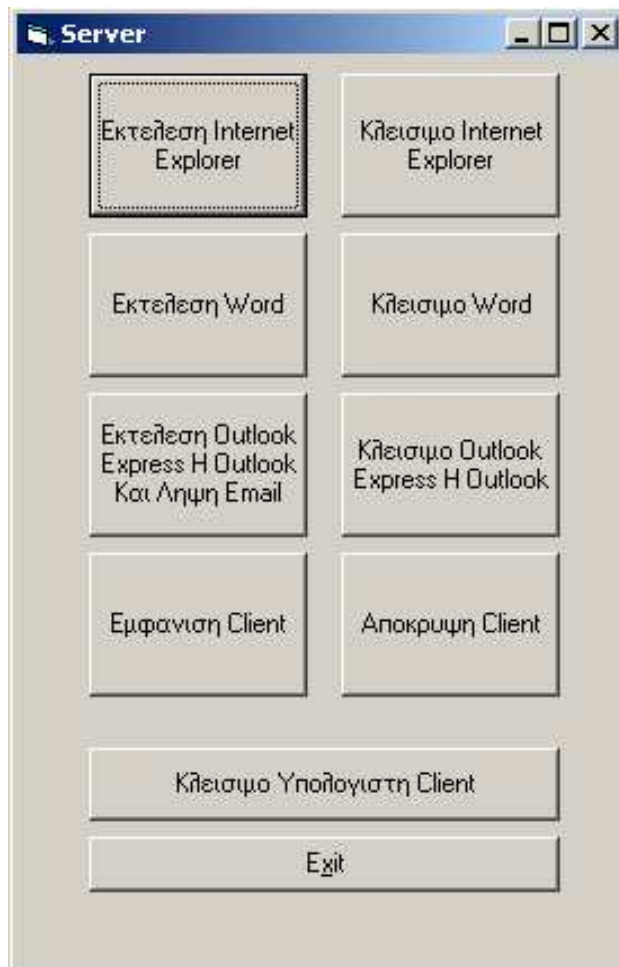 Server
Εκτελεση Internet
Explorer
Κλεισιμο Internet
Explorer
Εκτελεση Word
Κλεισιμο Word
Εκτελεση Outlook
Express Η Outlook
Και Ληψη Email
Κλεισιμο Outlook
Express Η Outlook
Εμφανιση Client
Αποκρυψη Client
Κλεισιμο Υπολογιστη Client
Exit